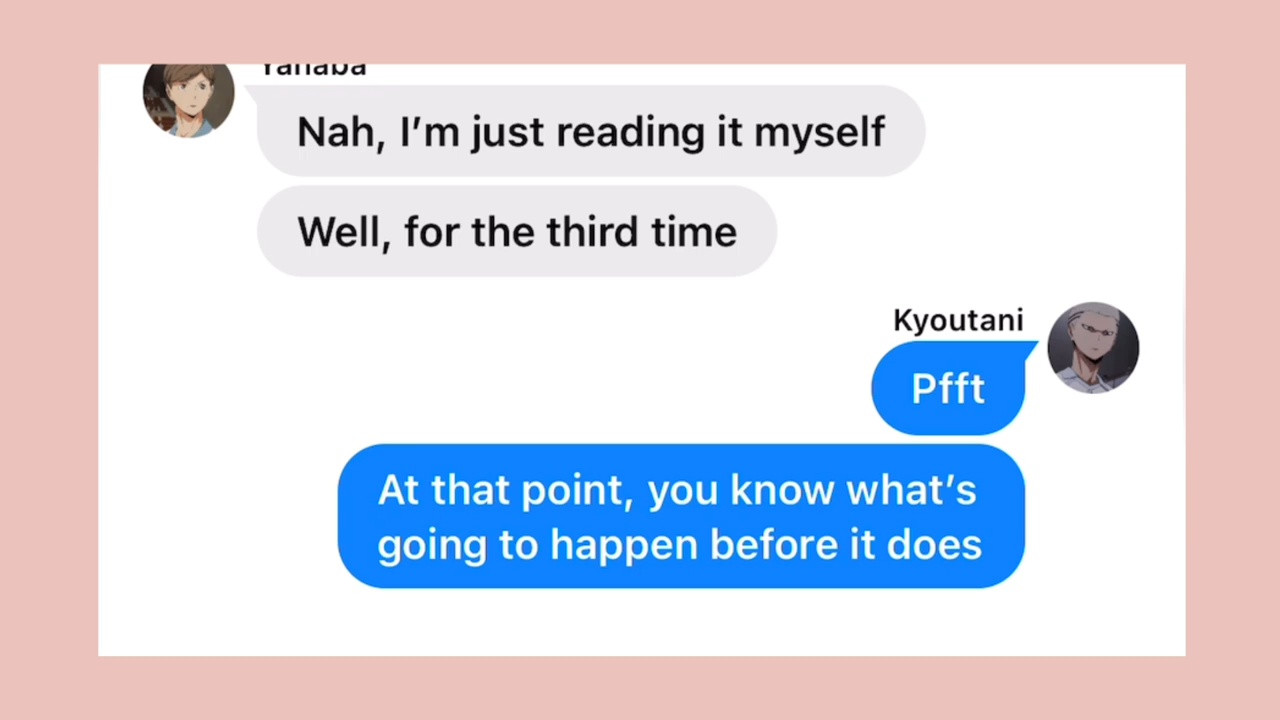 Yahaba
Nah, I’m just reading it myself
Well, for the third time
Kyoutani
Pfft
At that point, you know what’s
going to happen before it does